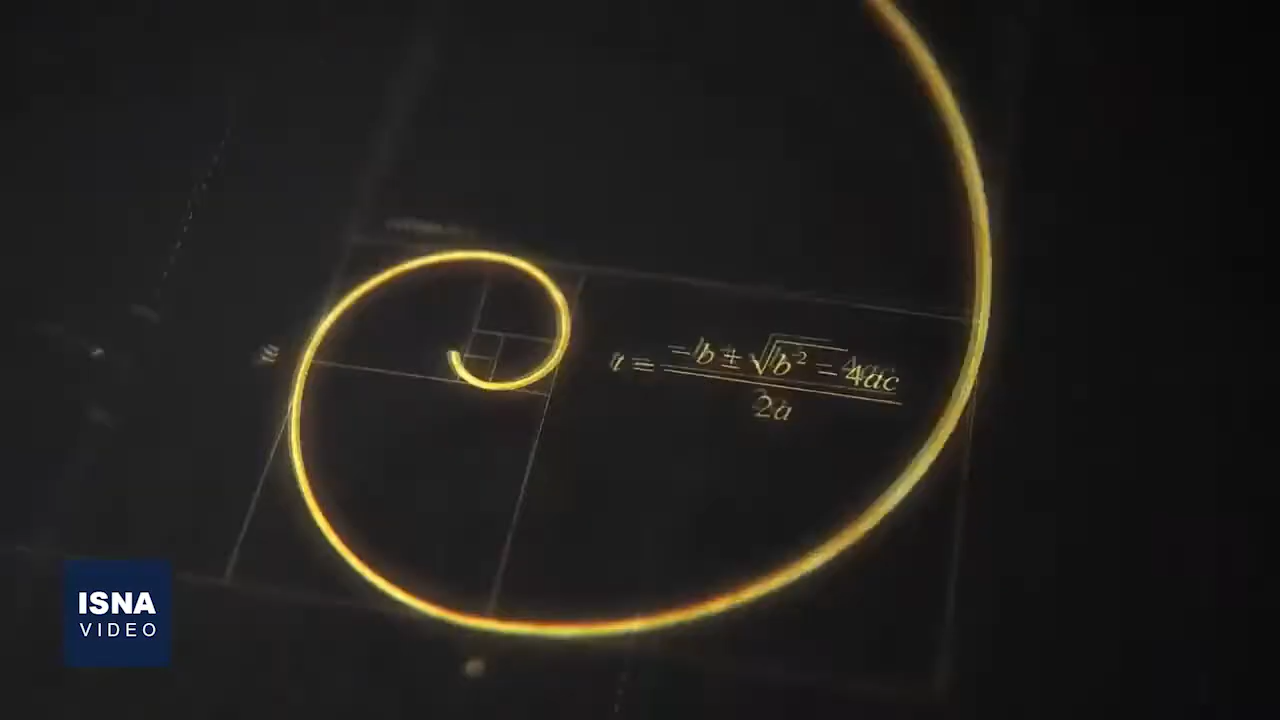 −b ± √b² − 4ac
2a
ISNA
VIDEO